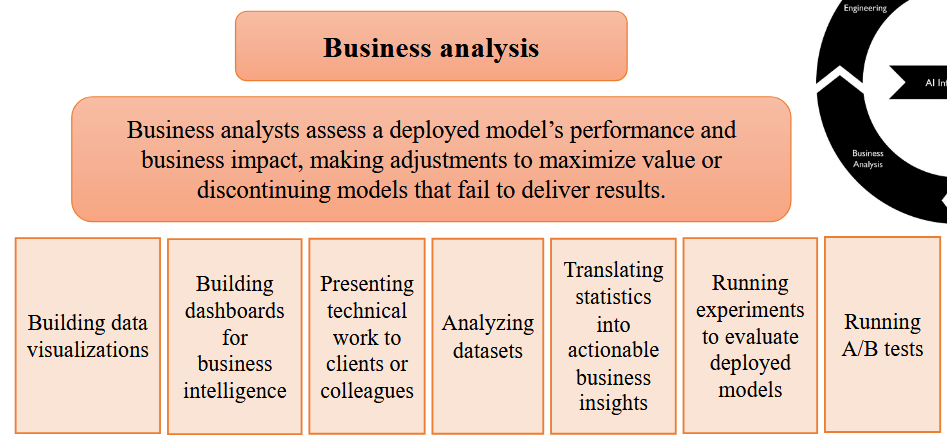 Engineering
Business analysis
AI Inf
Business analysts assess a deployed model’s performance and
business impact, making adjustments to maximize value or
discontinuing models that fail to deliver results.
Business
Analysis
Building data
visualizations
Building
dashboards
for
business
intelligence
Presenting
technical
work to
clients or
colleagues
Analyzing
datasets
Translating
statistics
into
actionable
business
insights
Running
experiments
to evaluate
deployed
models
Running
A/B tests